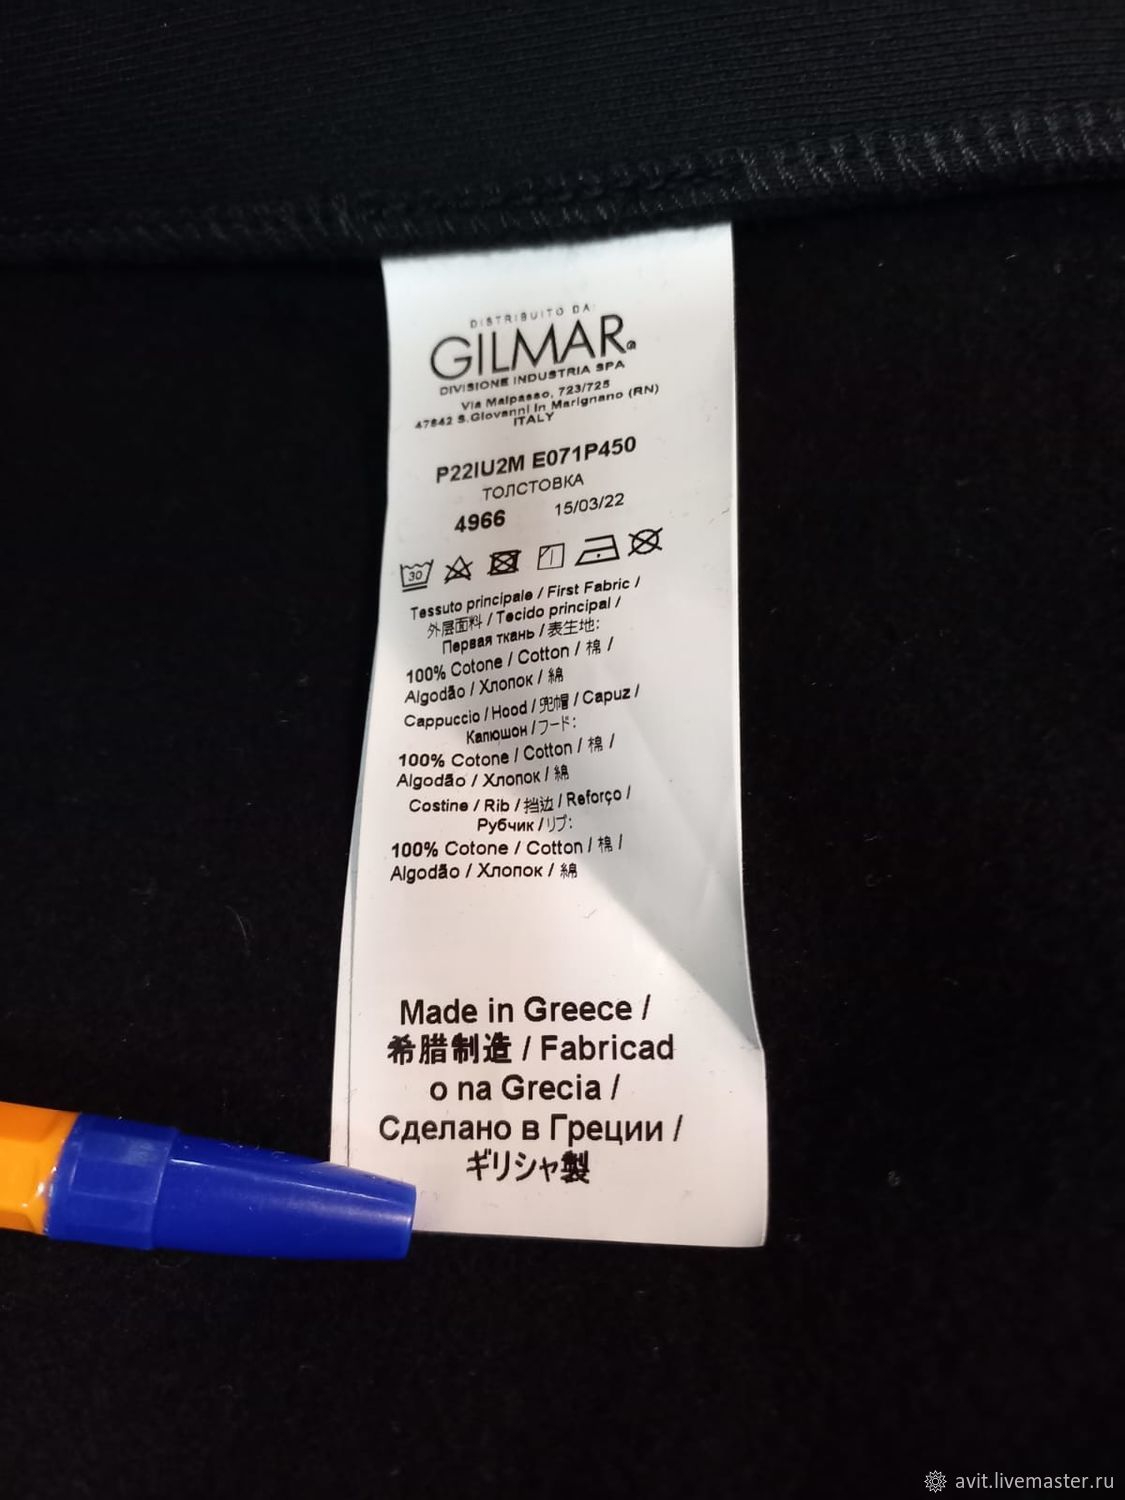 DISTRIBUITO DA:
GILMAR®
DIVISIONE INDUSTRIA SPA
Via Malpasso, 723/725
47842 S.Giovanni in Marignano (RN)
ITALY
P22IU2M E071P450
ТОЛСТОВКА
4966 15/03/22
30
Tessuto principale / First Fabric /
外层面料 / Tecido principal /
Первая ткань / 表生地:
100% Cotone / Cotton / 棉 /
Algodão / Хлопок / 綿
Cappuccio / Hood / 兜帽 / Capuz /
Капюшон / フード:
100% Cotone / Cotton / 棉 /
Algodão / Хлопок / 綿
Costine / Rib / 挡边 / Reforço /
Рубчик / リブ:
100% Cotone / Cotton / 棉 /
Algodão / Хлопок / 綿
Made in Greece /
希腊制造 / Fabricad
o na Grecia /
Сделано в Греции /
ギリシャ製
avit.livemaster.ru